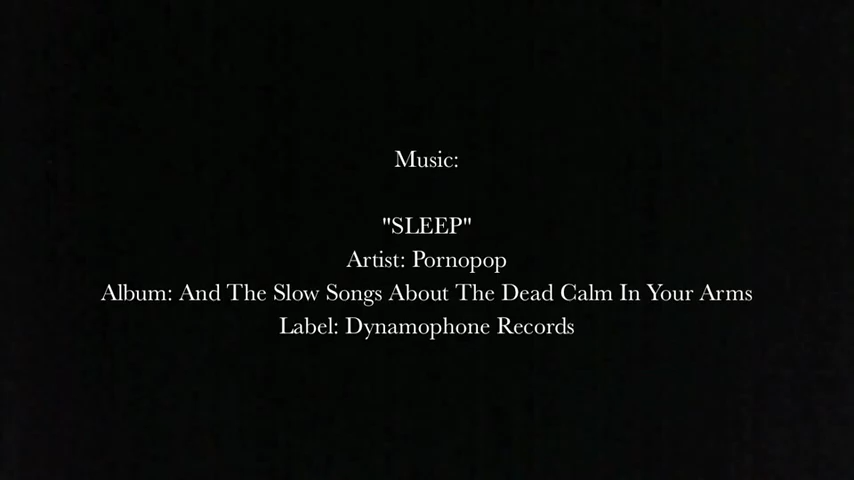 Music:
"SLEEP"
Artist: Pornopop
Album: And The Slow Songs About The Dead Calm In Your Arms
Label: Dynamophone Records